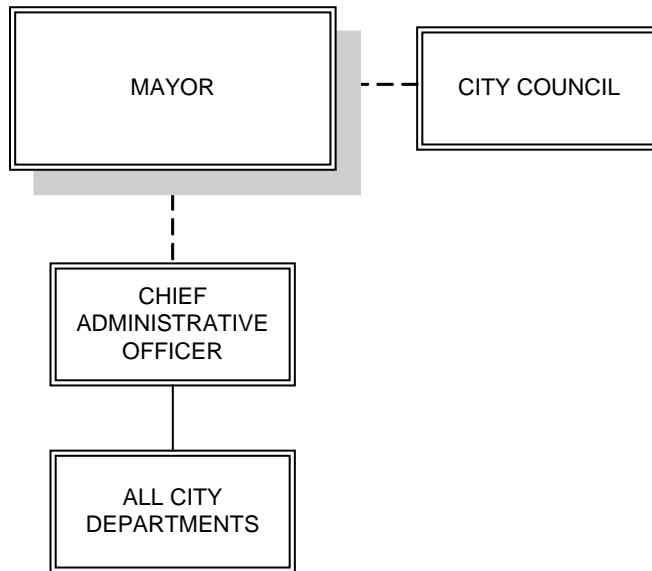 MAYOR
CITY COUNCIL
CHIEF
ADMINISTRATIVE
OFFICER
ALL CITY
DEPARTMENTS